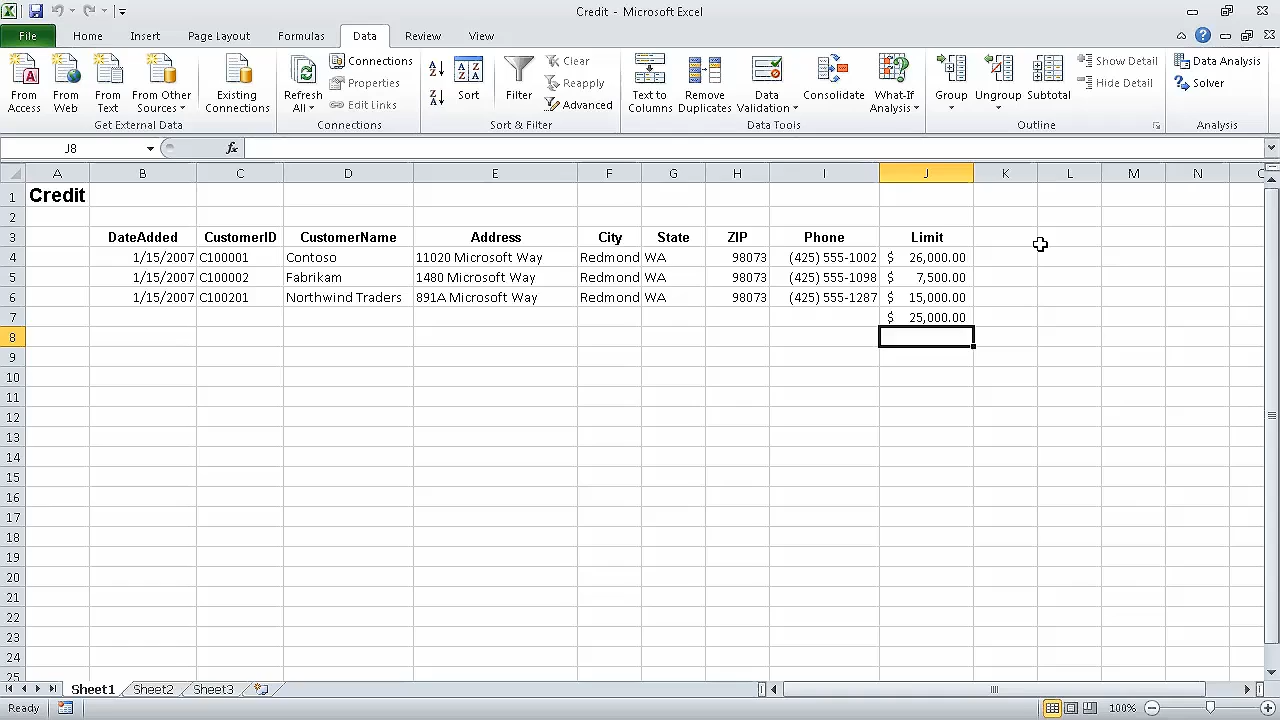 Credit - Microsoft Excel
File Home Insert Page Layout Formulas Data Review View
From Access
From Web
From Text
From Other Sources
Existing Connections
Get External Data
Refresh All
Connections
Properties
Edit Links
Connections
Sort
Filter
Clear
Reapply
Advanced
Sort & Filter
Text to Columns
Remove Duplicates
Data Validation
Consolidate
What-If Analysis
Data Tools
Group
Ungroup
Subtotal
Show Detail
Hide Detail
Outline
Data Analysis
Solver
Analysis
J8 fx
A B C D E F G H I J K L M N
1 Credit
2
3 DateAdded CustomerID CustomerName Address City State ZIP Phone Limit
4 1/15/2007 C100001 Contoso 11020 Microsoft Way Redmond WA 98073 (425) 555-1002 $ 26,000.00
5 1/15/2007 C100002 Fabrikam 1480 Microsoft Way Redmond WA 98073 (425) 555-1098 $ 7,500.00
6 1/15/2007 C100201 Northwind Traders 891A Microsoft Way Redmond WA 98073 (425) 555-1287 $ 15,000.00
7 $ 25,000.00
8
9
10
11
12
13
14
15
16
17
18
19
20
21
22
23
24
25
Sheet1 Sheet2 Sheet3
Ready 100%